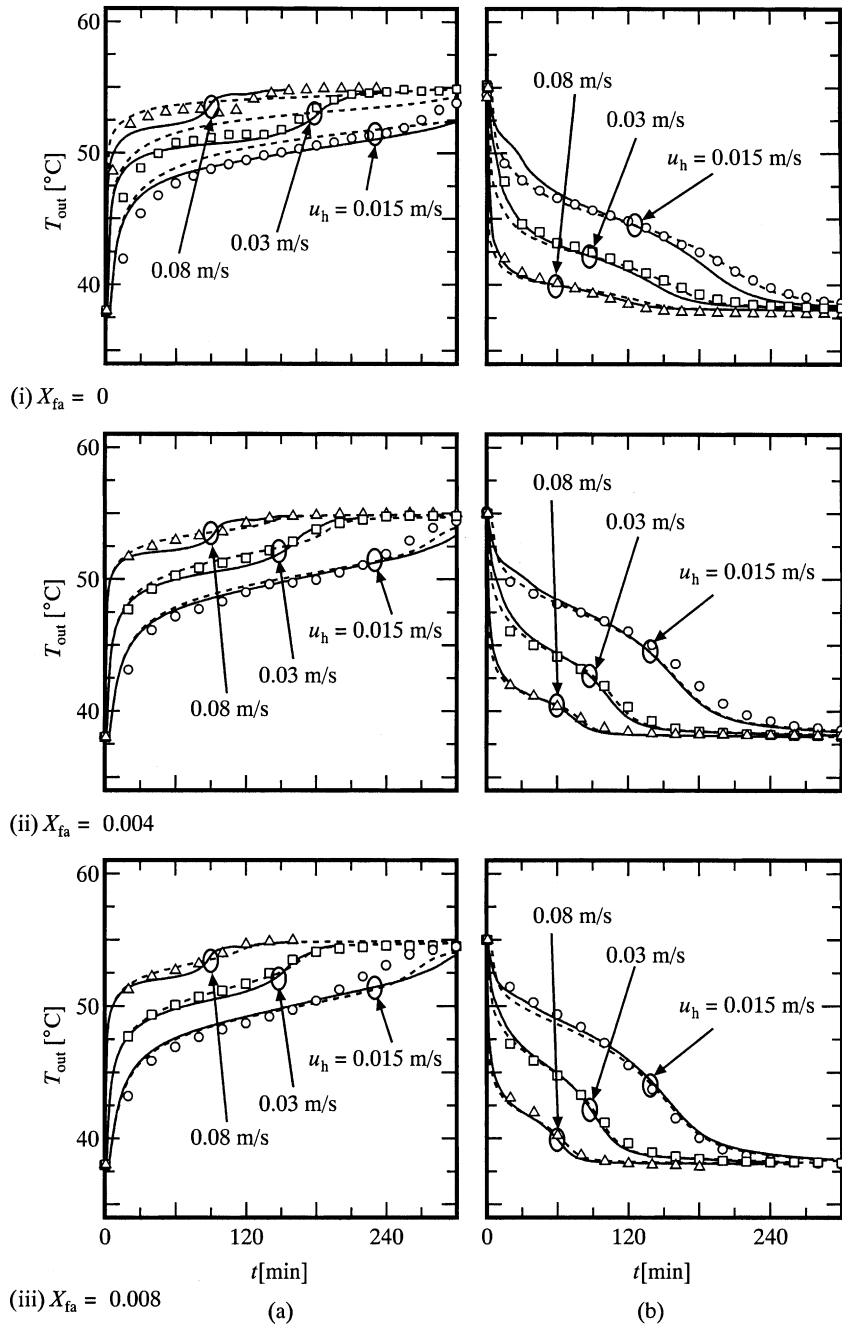 60
50
40
T_out [°C]
0.08 m/s
0.03 m/s
u_h = 0.015 m/s
0.08 m/s
0.03 m/s
u_h = 0.015 m/s
(i) X_fa = 0
60
50
40
T_out [°C]
u_h = 0.015 m/s
0.03 m/s
0.08 m/s
0.08 m/s
0.03 m/s
u_h = 0.015 m/s
(ii) X_fa = 0.004
60
50
40
T_out [°C]
u_h = 0.015 m/s
0.03 m/s
0.08 m/s
0.08 m/s
0.03 m/s
u_h = 0.015 m/s
0 120 240 0 120 240
t[min] t[min]
(iii) X_fa = 0.008
(a) (b)